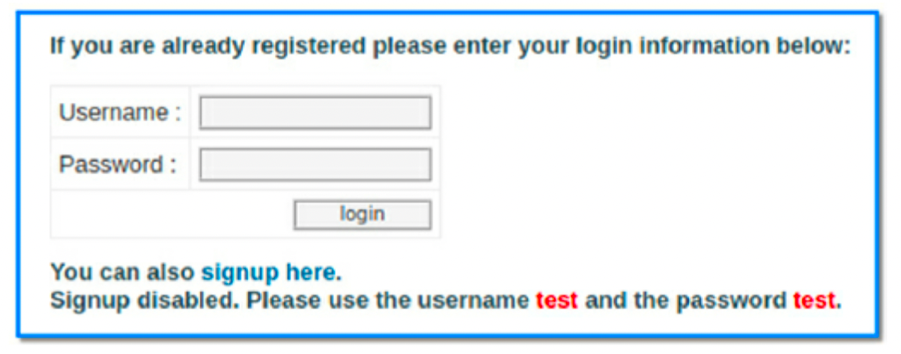 If you are already registered please enter your login information below:
Username :
Password :
login
You can also signup here.
Signup disabled. Please use the username test and the password test.